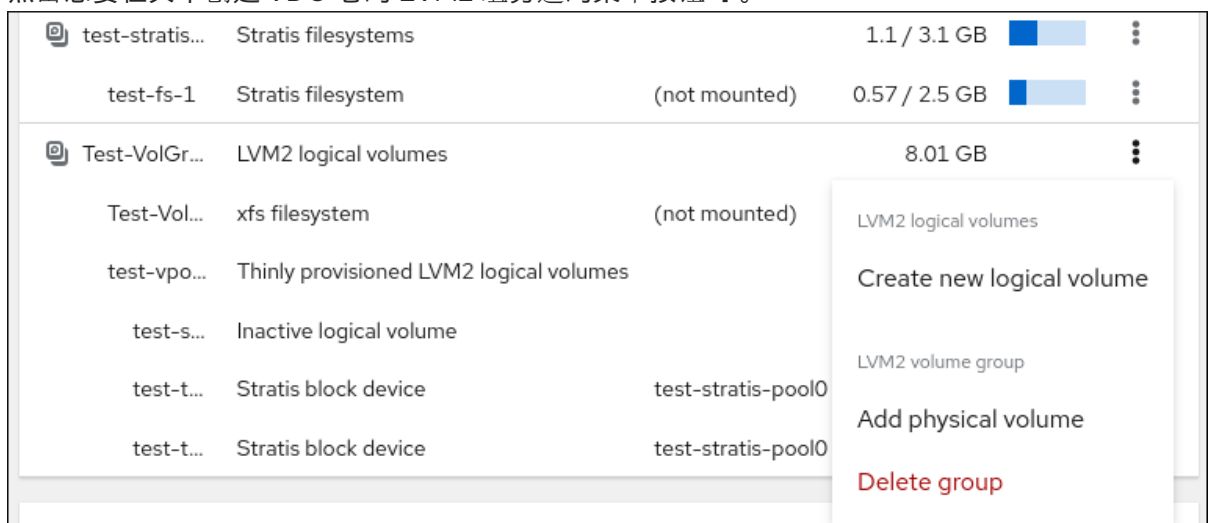 test-stratis... Stratis filesystems 1.1 / 3.1 GB
test-fs-1 Stratis filesystem (not mounted) 0.57 / 2.5 GB
Test-VolGr... LVM2 logical volumes 8.01 GB
Test-Vol... xfs filesystem (not mounted)
LVM2 logical volumes
test-vpo... Thinly provisioned LVM2 logical volumes
Create new logical volume
test-s... Inactive logical volume
LVM2 volume group
test-t... Stratis block device test-stratis-pool0
Add physical volume
test-t... Stratis block device test-stratis-pool0
Delete group